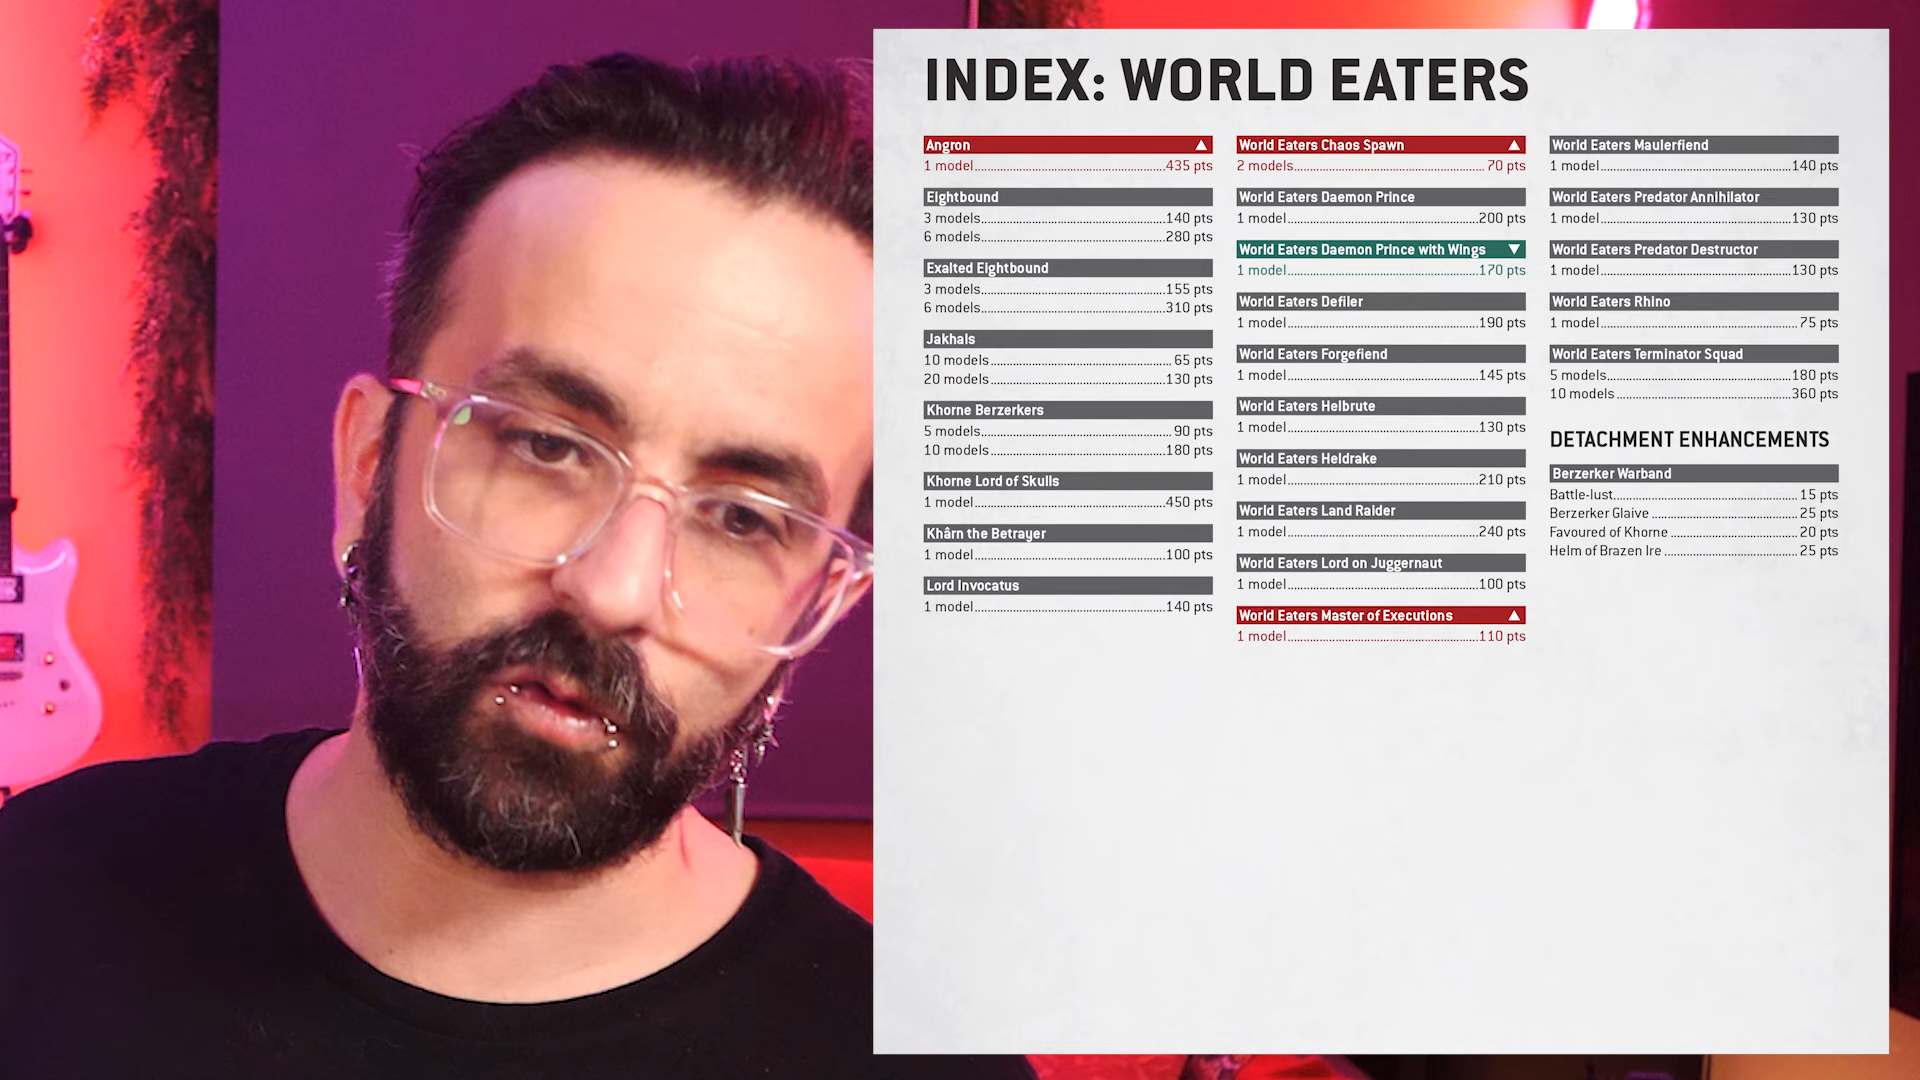 INDEX: WORLD EATERS
Angron ▲
1 model 435 pts
Eightbound
3 models 140 pts
6 models 280 pts
Exalted Eightbound
3 models 155 pts
6 models 310 pts
Jakhals
10 models 65 pts
20 models 130 pts
Khorne Berzerkers
5 models 90 pts
10 models 180 pts
Khorne Lord of Skulls
1 model 450 pts
Khârn the Betrayer
1 model 100 pts
Lord Invocatus
1 model 140 pts
World Eaters Chaos Spawn ▲
2 models 70 pts
World Eaters Daemon Prince
1 model 200 pts
World Eaters Daemon Prince with Wings ▼
1 model 170 pts
World Eaters Defiler
1 model 190 pts
World Eaters Forgefiend
1 model 145 pts
World Eaters Helbrute
1 model 130 pts
World Eaters Heldrake
1 model 210 pts
World Eaters Land Raider
1 model 240 pts
World Eaters Lord on Juggernaut
1 model 100 pts
World Eaters Master of Executions ▲
1 model 110 pts
World Eaters Maulerfiend
1 model 140 pts
World Eaters Predator Annihilator
1 model 130 pts
World Eaters Predator Destructor
1 model 130 pts
World Eaters Rhino
1 model 75 pts
World Eaters Terminator Squad
5 models 180 pts
10 models 360 pts
DETACHMENT ENHANCEMENTS
Berzerker Warband
Battle-lust 15 pts
Berzerker Glaive 25 pts
Favoured of Khorne 20 pts
Helm of Brazen Ire 25 pts